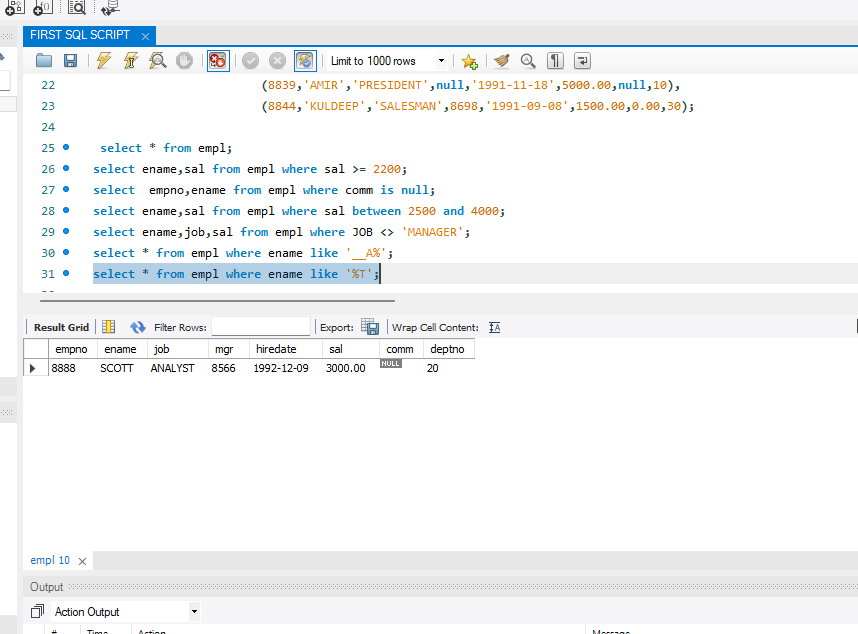 FIRST SQL SCRIPT
Limit to 1000 rows
22 (8839,'AMIR','PRESIDENT',null,'1991-11-18',5000.00,null,10),
23 (8844,'KULDEEP','SALESMAN',8698,'1991-09-08',1500.00,0.00,30);
24
25 select * from empl;
26 select ename,sal from empl where sal >= 2200;
27 select  empno,ename from empl where comm is null;
28 select ename,sal from empl where sal between 2500 and 4000;
29 select ename,job,sal from empl where JOB <> 'MANAGER';
30 select * from empl where ename like '__A%';
31 select * from empl where ename like '%T';
Result Grid Filter Rows: Export: Wrap Cell Content:
empno ename job mgr hiredate sal comm deptno
8888 SCOTT ANALYST 8566 1992-12-09 3000.00 NULL 20
empl 10
Output
Action Output
# Time Action Message